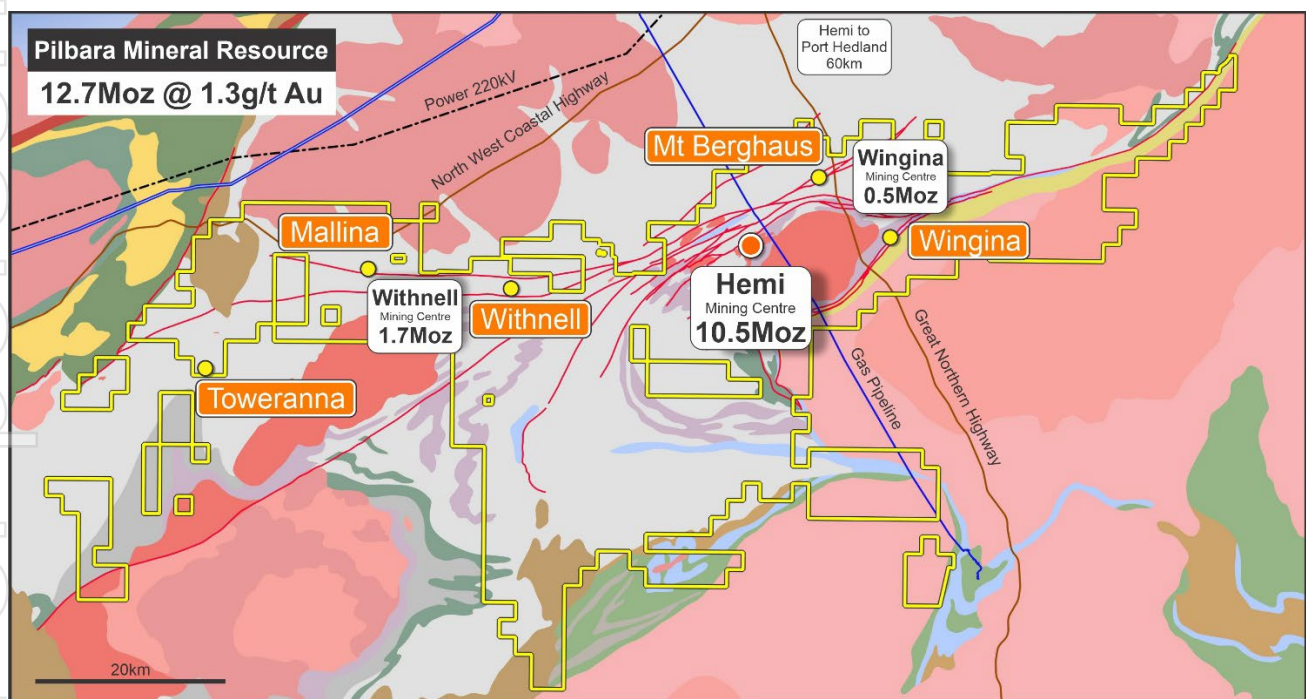 Pilbara Mineral Resource
12.7Moz @ 1.3g/t Au
Power 220kV
North West Coastal Highway
Hemi to
Port Hedland
60km
Mt Berghaus
Wingina
Mining Centre
0.5Moz
Mallina
Wingina
Withnell
Mining Centre
1.7Moz
Withnell
Hemi
Mining Centre
10.5Moz
Toweranna
Gas Pipeline
Great Northern Highway
20km